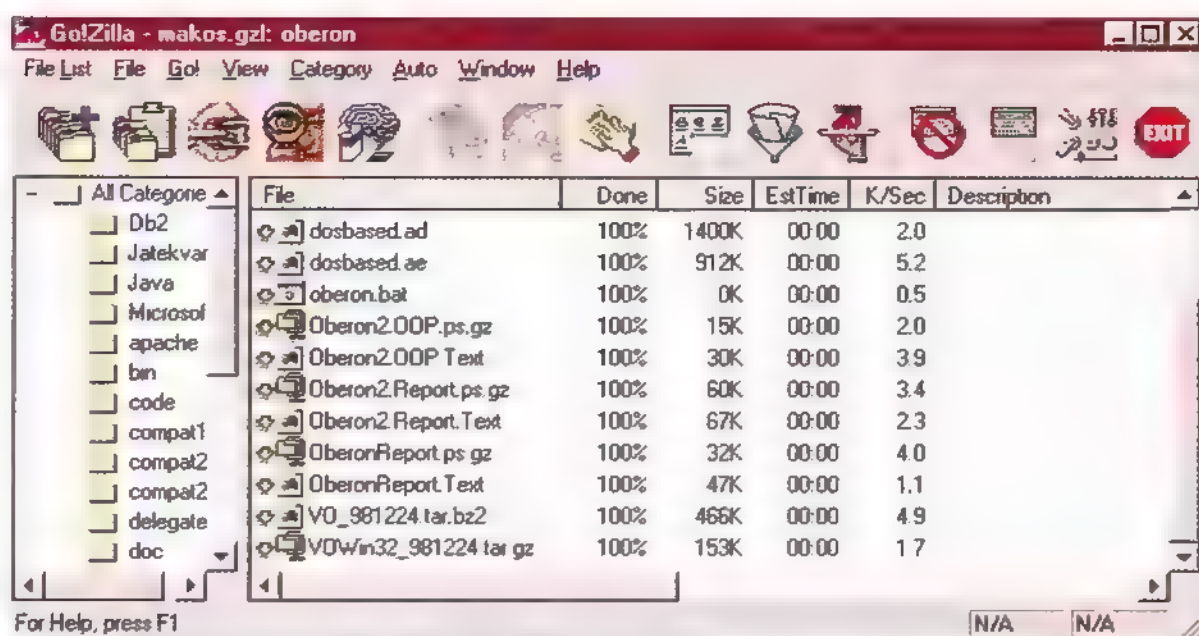 Go!Zilla - makos.gzl: oberon
File List File Go! View Category Auto Window Help
EXIT
All Categorie
Db2
Jatekvar
Java
Microsof
apache
bin
code
compat1
compat2
compat2
delegate
doc
File Done Size EstTime K/Sec Description
dosbased.ad 100% 1400K 00:00 2.0
dosbased.ae 100% 912K 00:00 5.2
oberon.bat 100% 0K 00:00 0.5
Oberon2.OOP.ps.gz 100% 15K 00:00 2.0
Oberon2.OOP.Text 100% 30K 00:00 3.9
Oberon2.Report.ps.gz 100% 60K 00:00 3.4
Oberon2.Report.Text 100% 67K 00:00 2.3
OberonReport.ps.gz 100% 32K 00:00 4.0
OberonReport.Text 100% 47K 00:00 1.1
VO_981224.tar.bz2 100% 466K 00:00 4.9
VOWin32_981224.tar.gz 100% 153K 00:00 1.7
For Help, press F1
N/A N/A